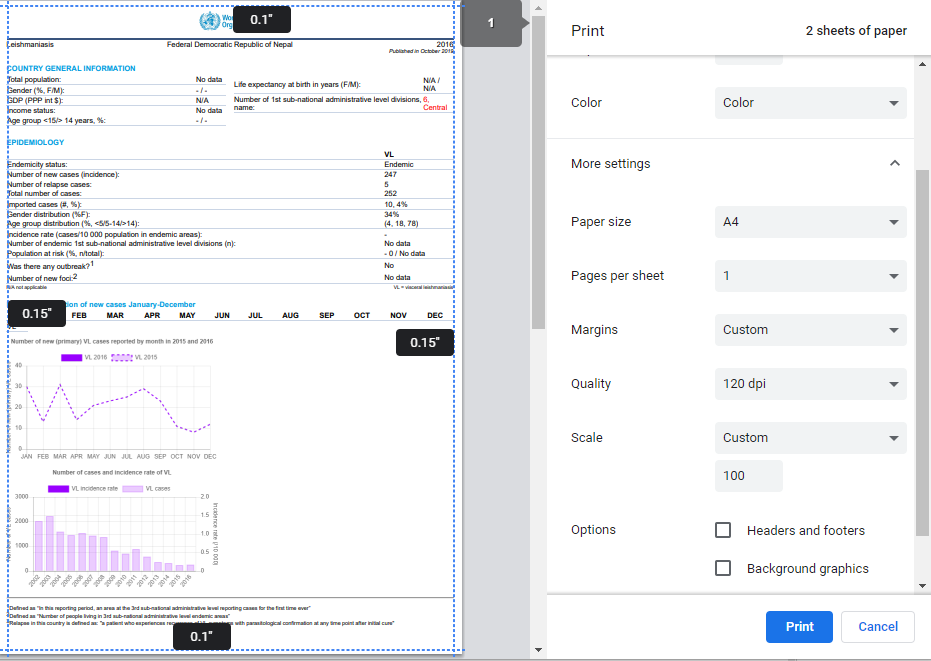 Wor
Org
0.1"
1
Print
2 sheets of paper
Leishmaniasis Federal Democratic Republic of Nepal 2016
Published in October 2018
COUNTRY GENERAL INFORMATION
Total population: No data
Gender (%, F/M): - / -
GDP (PPP int $): N/A
Income status: No data
Age group <15/> 14 years, %: - / -
Life expectancy at birth in years (F/M): N/A /
N/A
Number of 1st sub-national administrative level divisions, 6,
name: Central
EPIDEMIOLOGY
VL
Endemicity status: Endemic
Number of new cases (incidence): 247
Number of relapse cases: 5
Total number of cases: 252
Imported cases (#, %): 10, 4%
Gender distribution (%F): 34%
Age group distribution (%, <5/5-14/>14): (4, 18, 78)
Incidence rate (cases/10 000 population in endemic areas): -
Number of endemic 1st sub-national administrative level divisions (n): No data
Population at risk (%, n/total): - 0 / No data
Was there any outbreak?1 No
Number of new foci:2 No data
N/A not applicable VL = visceral leishmaniasis
0.15"
tion of new cases January-December
FEB MAR APR MAY JUN JUL AUG SEP OCT NOV DEC
0.15"
Number of new (primary) VL cases reported by month in 2015 and 2016
VL 2016 VL 2015
40
30
20
10
0
JAN FEB MAR APR MAY JUN JUL AUG SEP OCT NOV DEC
Number of cases and incidence rate of VL
VL incidence rate VL cases
3000 2.0
1.5
2000
1.0
1000
0.5
0 0
Incidence rate (/10 000)
2002 2003 2004 2005 2006 2007 2008 2009 2010 2011 2012 2013 2014 2015 2016
Defined as "in this reporting period, an area at the 3rd sub-national administrative level reporting cases for the first time ever"
Defined as "Number of people living in 3rd sub-national administrative level endemic areas"
Relapse in this country is defined as: "a patient who experiences with parasitological confirmation at any time point after initial cure"
0.1"
Color Color
More settings
Paper size A4
Pages per sheet 1
Margins Custom
Quality 120 dpi
Scale Custom
100
Options Headers and footers
Background graphics
Print Cancel